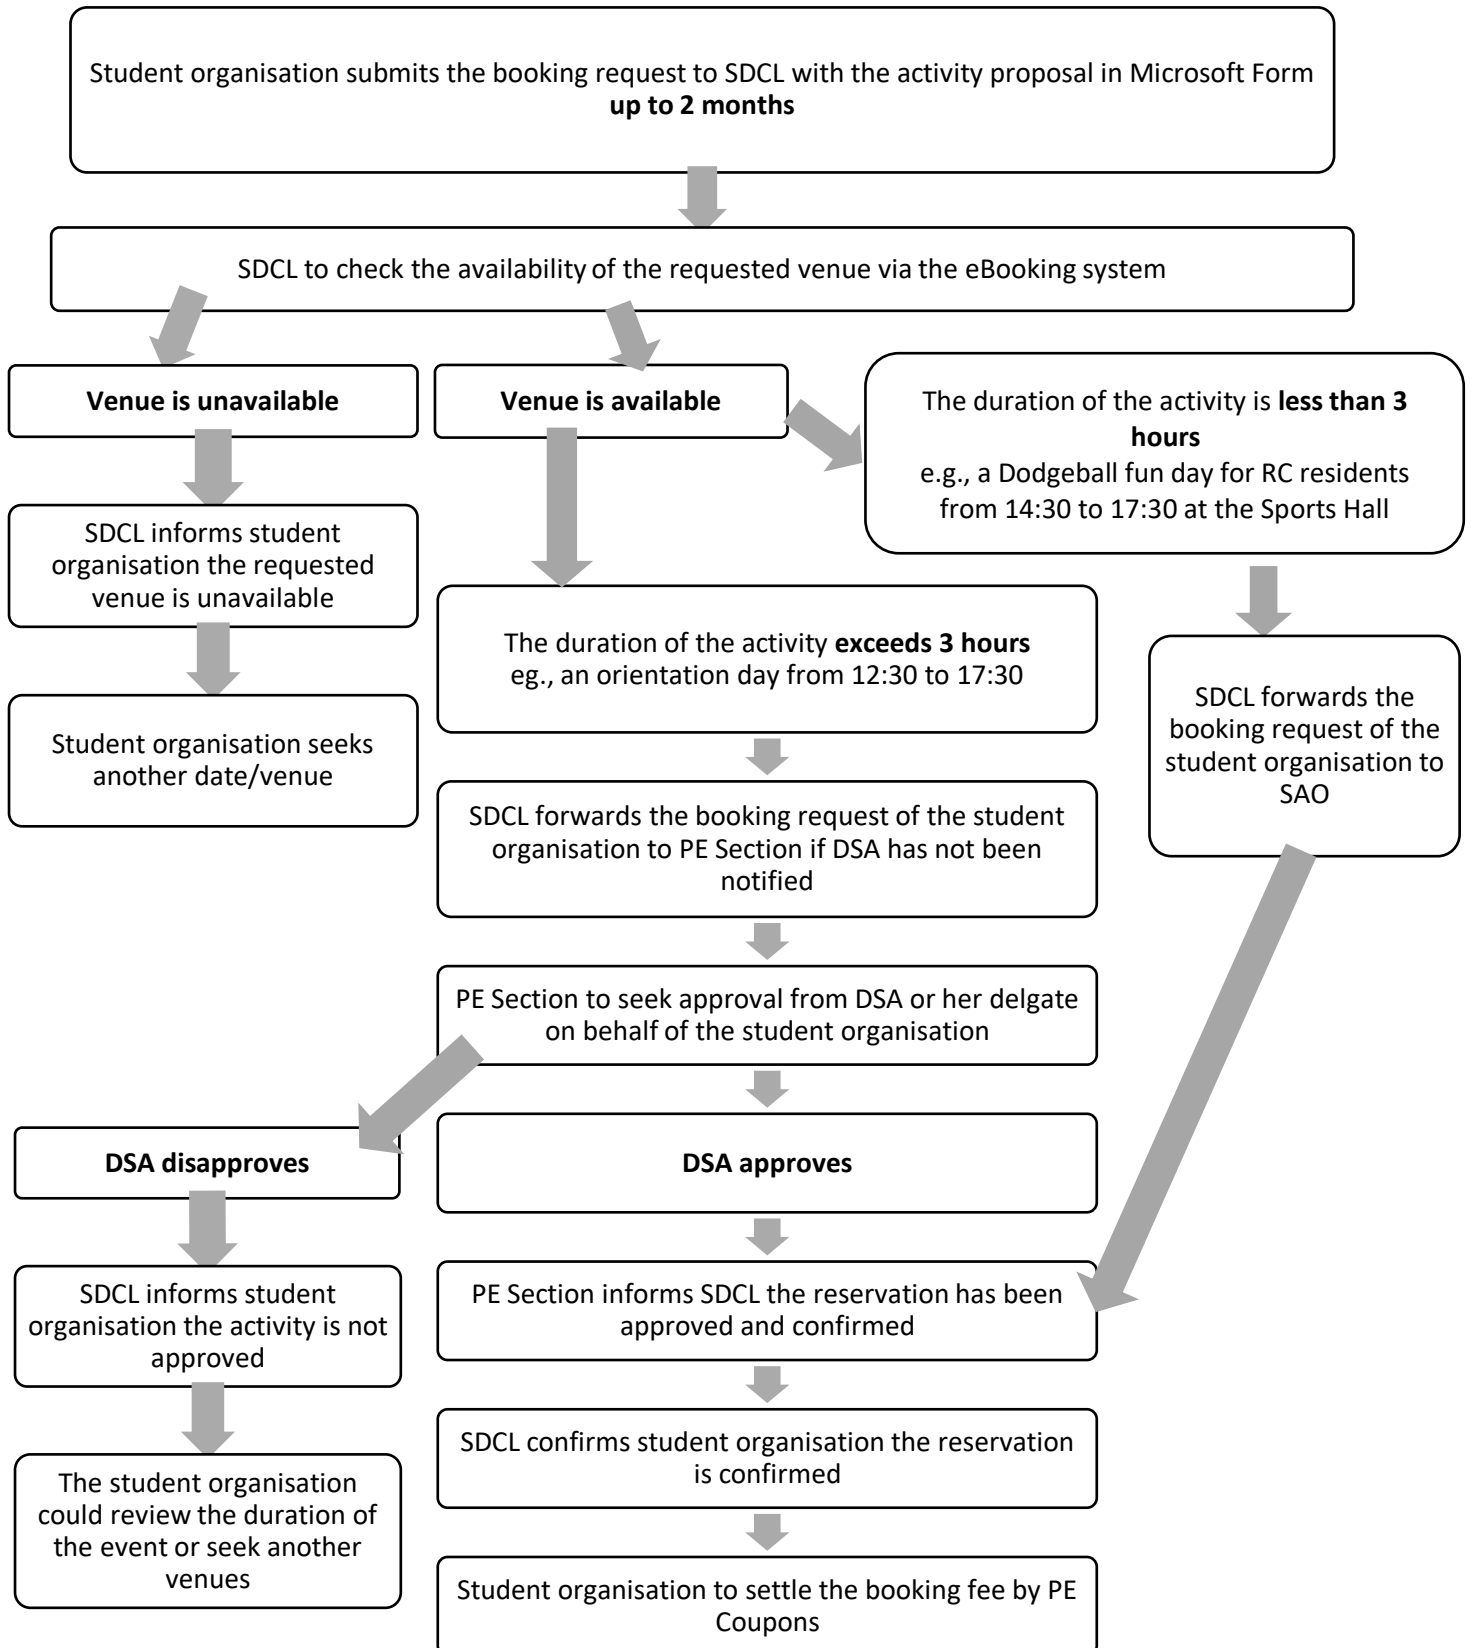 Student organisation submits the booking request to SDCL with the activity proposal in Microsoft Form
up to 2 months
SDCL to check the availability of the requested venue via the eBooking system
Venue is unavailable
Venue is available
The duration of the activity is less than 3
hours
e.g., a Dodgeball fun day for RC residents
from 14:30 to 17:30 at the Sports Hall
SDCL informs student
organisation the requested
venue is unavailable
The duration of the activity exceeds 3 hours
eg., an orientation day from 12:30 to 17:30
SDCL forwards the
booking request of the
student organisation to
SAO
Student organisation seeks
another date/venue
SDCL forwards the booking request of the student
organisation to PE Section if DSA has not been
notified
PE Section to seek approval from DSA or her delgate
on behalf of the student organisation
DSA disapproves
DSA approves
SDCL informs student
organisation the activity is not
approved
PE Section informs SDCL the reservation has been
approved and confirmed
SDCL confirms student organisation the reservation
is confirmed
The student organisation
could review the duration of
the event or seek another
venues
Student organisation to settle the booking fee by PE
Coupons